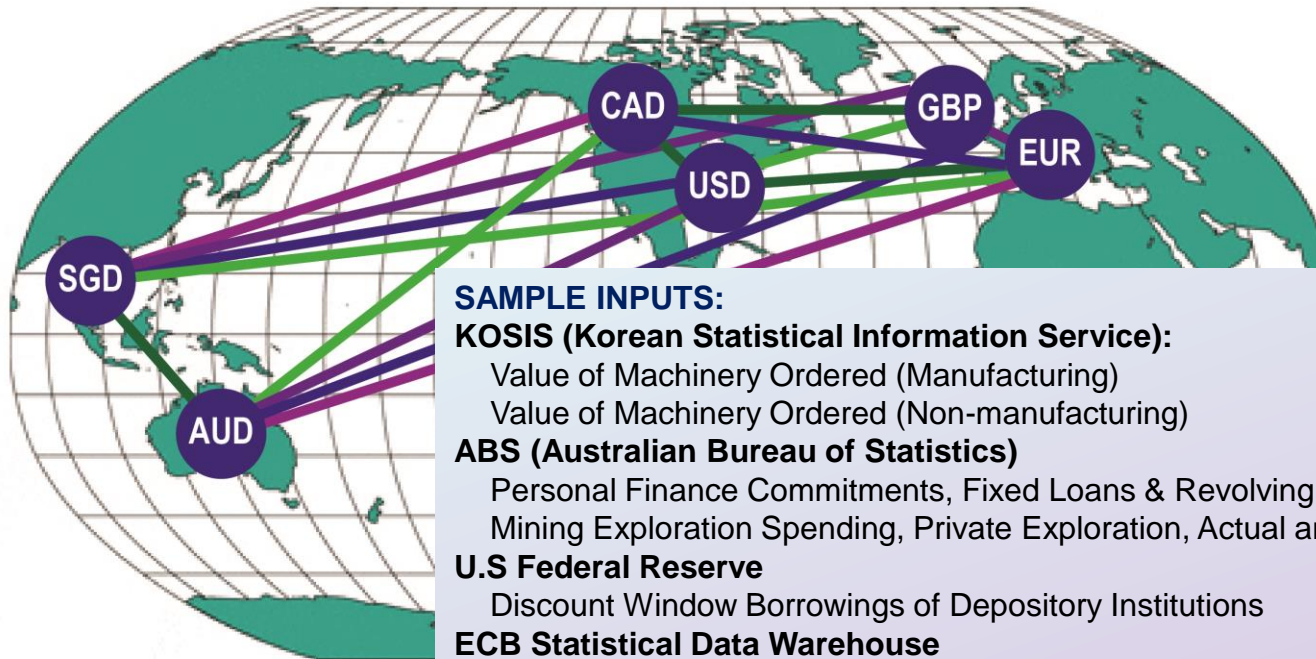 CAD
GBP
EUR
USD
SGD
AUD
SAMPLE INPUTS:
KOSIS (Korean Statistical Information Service):
Value of Machinery Ordered (Manufacturing)
Value of Machinery Ordered (Non-manufacturing)
ABS (Australian Bureau of Statistics)
Personal Finance Commitments, Fixed Loans & Revolving
Mining Exploration Spending, Private Exploration, Actual
U.S Federal Reserve
Discount Window Borrowings of Depository Institutions
ECB Statistical Data Warehouse